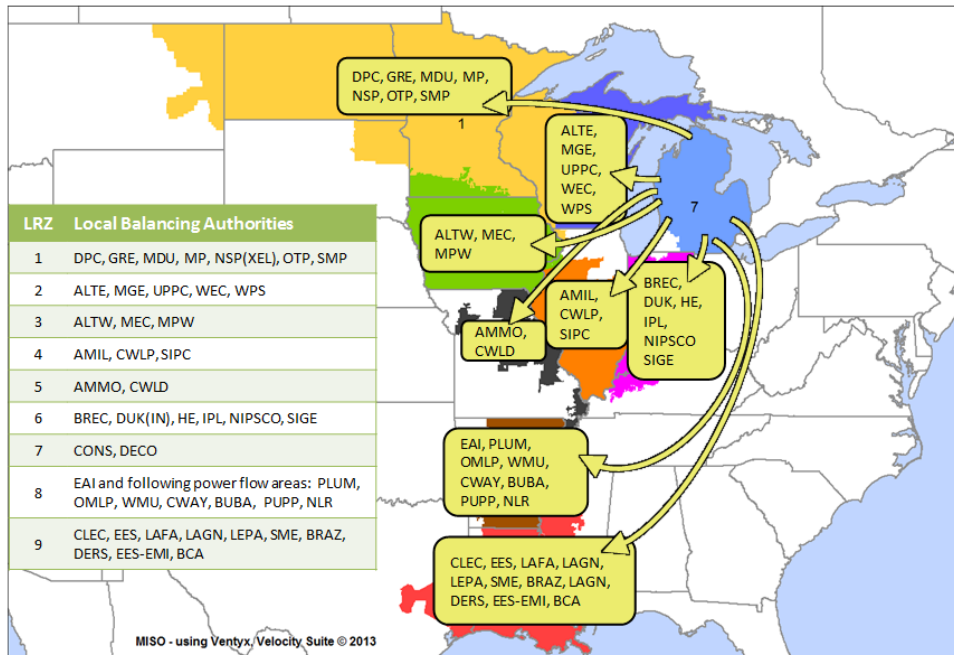 DPC, GRE, MDU, MP,
NSP, OTP, SMP
1
ALTE,
MGE,
UPPC,
WEC,
WPS
7
ALTW, MEC,
MPW
AMIL,
CWLP,
SIPC
BREC,
DUK, HE,
IPL,
NIPSCO
SIGE
AMMO,
CWLD
EAI, PLUM,
OMLP, WMU,
CWAY, BUBA,
PUPP, NLR
CLEC, EES, LAFA, LAGN,
LEPA, SME, BRAZ, LAGN,
DERS, EES-EMI, BCA
LRZ Local Balancing Authorities
1 DPC, GRE, MDU, MP, NSP(XEL), OTP, SMP
2 ALTE, MGE, UPPC, WEC, WPS
3 ALTW, MEC, MPW
4 AMIL, CWLP, SIPC
5 AMMO, CWLD
6 BREC, DUK(IN), HE, IPL, NIPSCO, SIGE
7 CONS, DECO
8 EAI and following power flow areas: PLUM,
OMLP, WMU, CWAY, BUBA, PUPP, NLR
9 CLEC, EES, LAFA, LAGN, LEPA, SME, BRAZ,
DERS, EES-EMI, BCA
MISO - using Ventyx, Velocity Suite © 2013